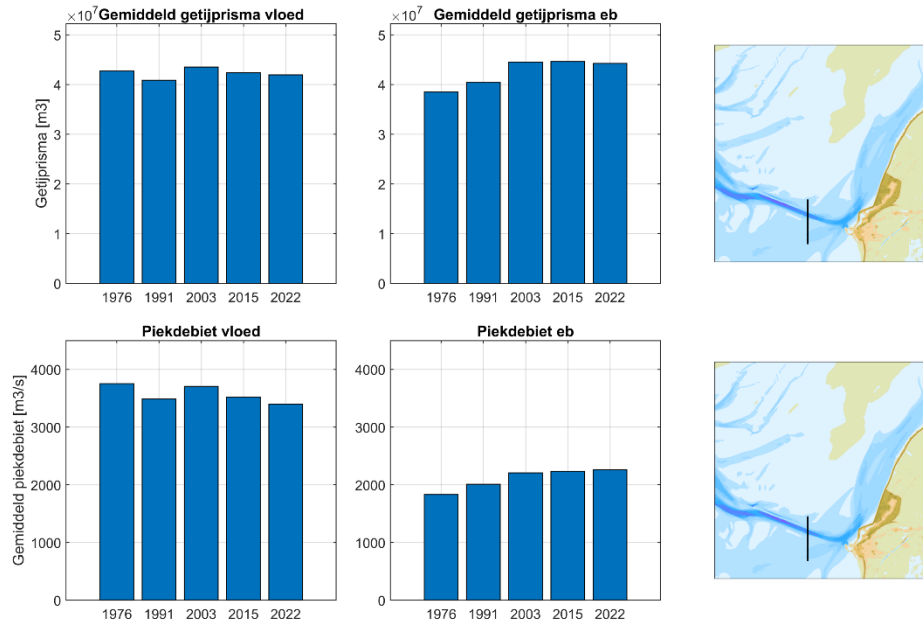 ×10⁷ Gemiddeld getijprisma vloed
5
4
3
2
1
0
Getijprisma [m3]
1976 1991 2003 2015 2022
×10⁷ Gemiddeld getijprisma eb
5
4
3
2
1
0
1976 1991 2003 2015 2022
Piekdebiet vloed
4000
3000
2000
1000
0
Gemiddeld piekdebiet [m3/s]
1976 1991 2003 2015 2022
Piekdebiet eb
4000
3000
2000
1000
0
1976 1991 2003 2015 2022